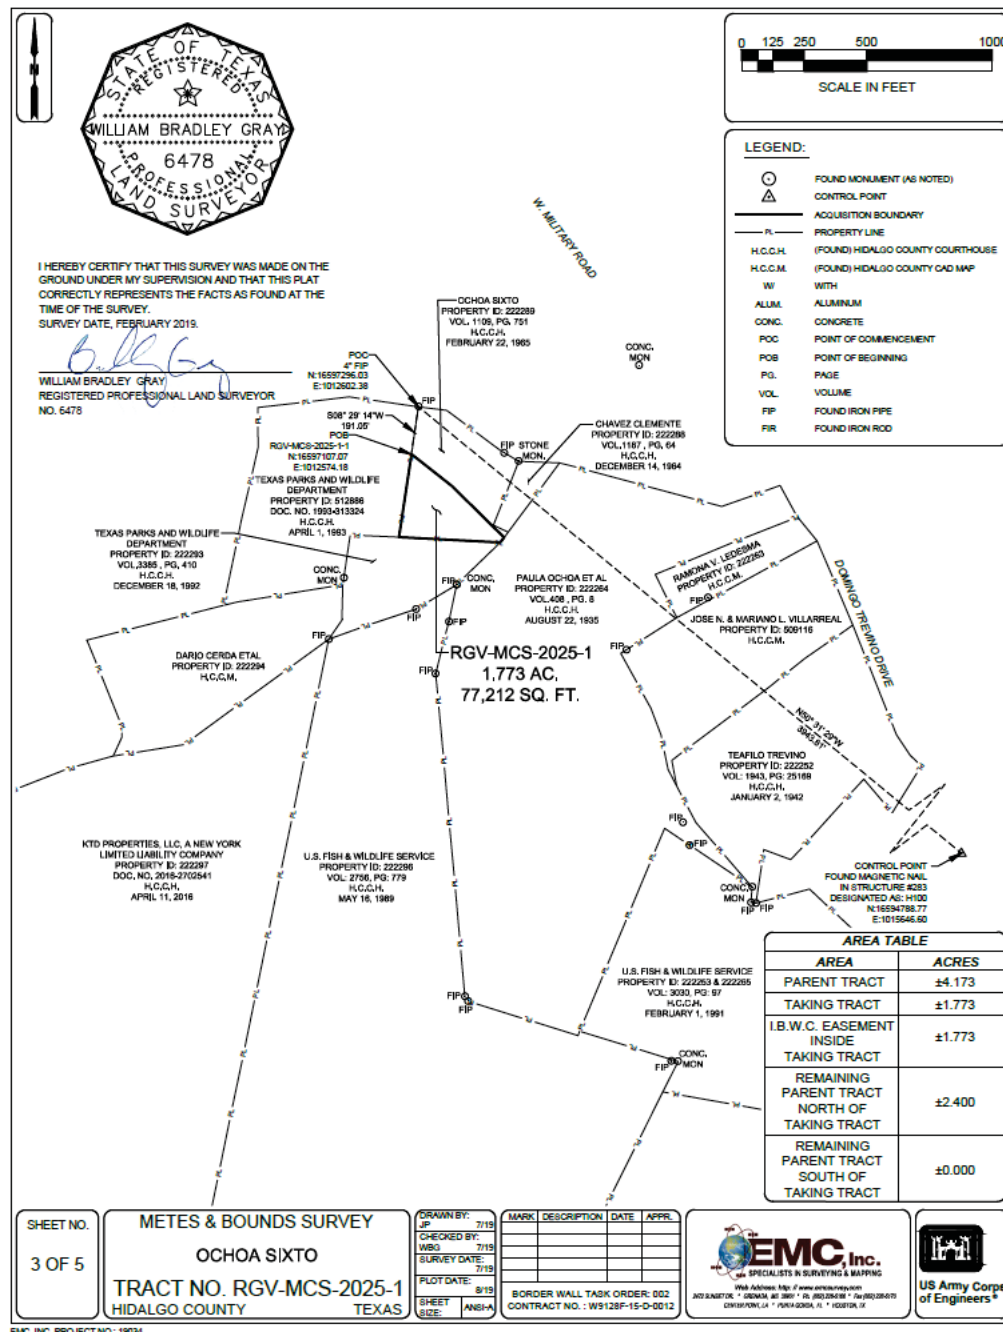 STATE OF TEXAS
REGISTERED
WILLIAM BRADLEY GRAY
6478
PROFESSIONAL
LAND SURVEYOR
N
0 125 250 500 1000
SCALE IN FEET
LEGEND:
FOUND MONUMENT (AS NOTED)
CONTROL POINT
ACQUISITION BOUNDARY
PL PROPERTY LINE
H.C.C.H. (FOUND) HIDALGO COUNTY COURTHOUSE
H.C.C.M. (FOUND) HIDALGO COUNTY CAD MAP
W/ WITH
ALUM. ALUMINUM
CONC. CONCRETE
POC POINT OF COMMENCEMENT
POB POINT OF BEGINNING
PG. PAGE
VOL. VOLUME
FIP FOUND IRON PIPE
FIR FOUND IRON ROD
I HEREBY CERTIFY THAT THIS SURVEY WAS MADE ON THE
GROUND UNDER MY SUPERVISION AND THAT THIS PLAT
CORRECTLY REPRESENTS THE FACTS AS FOUND AT THE
TIME OF THE SURVEY.
SURVEY DATE, FEBRUARY 2019.
WILLIAM BRADLEY GRAY
REGISTERED PROFESSIONAL LAND SURVEYOR
NO. 6478
W. MILITARY ROAD
OCHOA SIXTO
PROPERTY ID: 222289
VOL. 1109, PG. 751
H.C.C.H.
FEBRUARY 22, 1965
CONC.
MON
POC
4" FIP
N:16597296.03
E:1012602.38
FIP
S08° 29' 14"W
191.05'
POB
RGV-MCS-2025-1-1
N:16597107.07
E:1012574.18
FIP STONE
MON.
CHAVEZ CLEMENTE
PROPERTY ID: 222288
VOL.1187 , PG. 64
H.C.C.H.
DECEMBER 14, 1964
TEXAS PARKS AND WILDLIFE
DEPARTMENT
PROPERTY ID: 512886
DOC. NO. 1993-313324
H.C.C.H.
APRIL 1, 1993
TEXAS PARKS AND WILDLIFE
DEPARTMENT
PROPERTY ID: 222293
VOL.3385 , PG. 410
H.C.C.H.
DECEMBER 18, 1992
CONC.
MON
FIP
CONC.
MON
PAULA OCHOA ET AL
PROPERTY ID: 222264
VOL.408 , PG. 8
H.C.C.H.
AUGUST 22, 1935
RAMONA V. LEDESMA
PROPERTY ID: 222263
H.C.C.M.
FIP
JOSE N. & MARIANO L. VILLARREAL
PROPERTY ID: 509116
H.C.C.M.
DOMINGO TREVINO DRIVE
FIP
FIP
FIP
FIP
FIP
DARIO CERDA ETAL
PROPERTY ID: 222294
H.C.C.M.
RGV-MCS-2025-1
1.773 AC.
77,212 SQ. FT.
N50° 31' 29"W
3943.81'
TEAFILO TREVINO
PROPERTY ID: 222252
VOL: 1943, PG: 25169
H.C.C.H.
JANUARY 2, 1942
KTD PROPERTIES, LLC, A NEW YORK
LIMITED LIABILITY COMPANY
PROPERTY ID: 222297
DOC. NO. 2016-2702541
H.C.C.H.
APRIL 11, 2016
U.S. FISH & WILDLIFE SERVICE
PROPERTY ID: 222296
VOL: 2756, PG: 779
H.C.C.H.
MAY 16, 1989
FIP
FIP
CONC.
MON
FIP FIP
CONTROL POINT
FOUND MAGNETIC NAIL
IN STRUCTURE #283
DESIGNATED AS: H100
N:16594788.77
E:1015646.60
U.S. FISH & WILDLIFE SERVICE
PROPERTY ID: 222253 & 222265
VOL: 3030, PG: 97
H.C.C.H.
FEBRUARY 1, 1991
FIP
FIP
FIP
CONC.
MON
AREA TABLE
AREA ACRES
PARENT TRACT ±4.173
TAKING TRACT ±1.773
I.B.W.C. EASEMENT
INSIDE
TAKING TRACT ±1.773
REMAINING
PARENT TRACT
NORTH OF
TAKING TRACT ±2.400
REMAINING
PARENT TRACT
SOUTH OF
TAKING TRACT ±0.000
SHEET NO.
3 OF 5
METES & BOUNDS SURVEY
OCHOA SIXTO
TRACT NO. RGV-MCS-2025-1
HIDALGO COUNTY TEXAS
DRAWN BY:
JP 7/19
CHECKED BY:
WBG 7/19
SURVEY DATE:
7/19
PLOT DATE:
8/19
SHEET
SIZE: ANSI-A
MARK DESCRIPTION DATE APPR.
BORDER WALL TASK ORDER: 002
CONTRACT NO. : W9128F-15-D-0012
EMC, Inc.
SPECIALISTS IN SURVEYING & MAPPING
Web Address: http: // www.emcsurvey.com
US Army Corps
of Engineers®
EMC, INC. PROJECT NO.: 19034